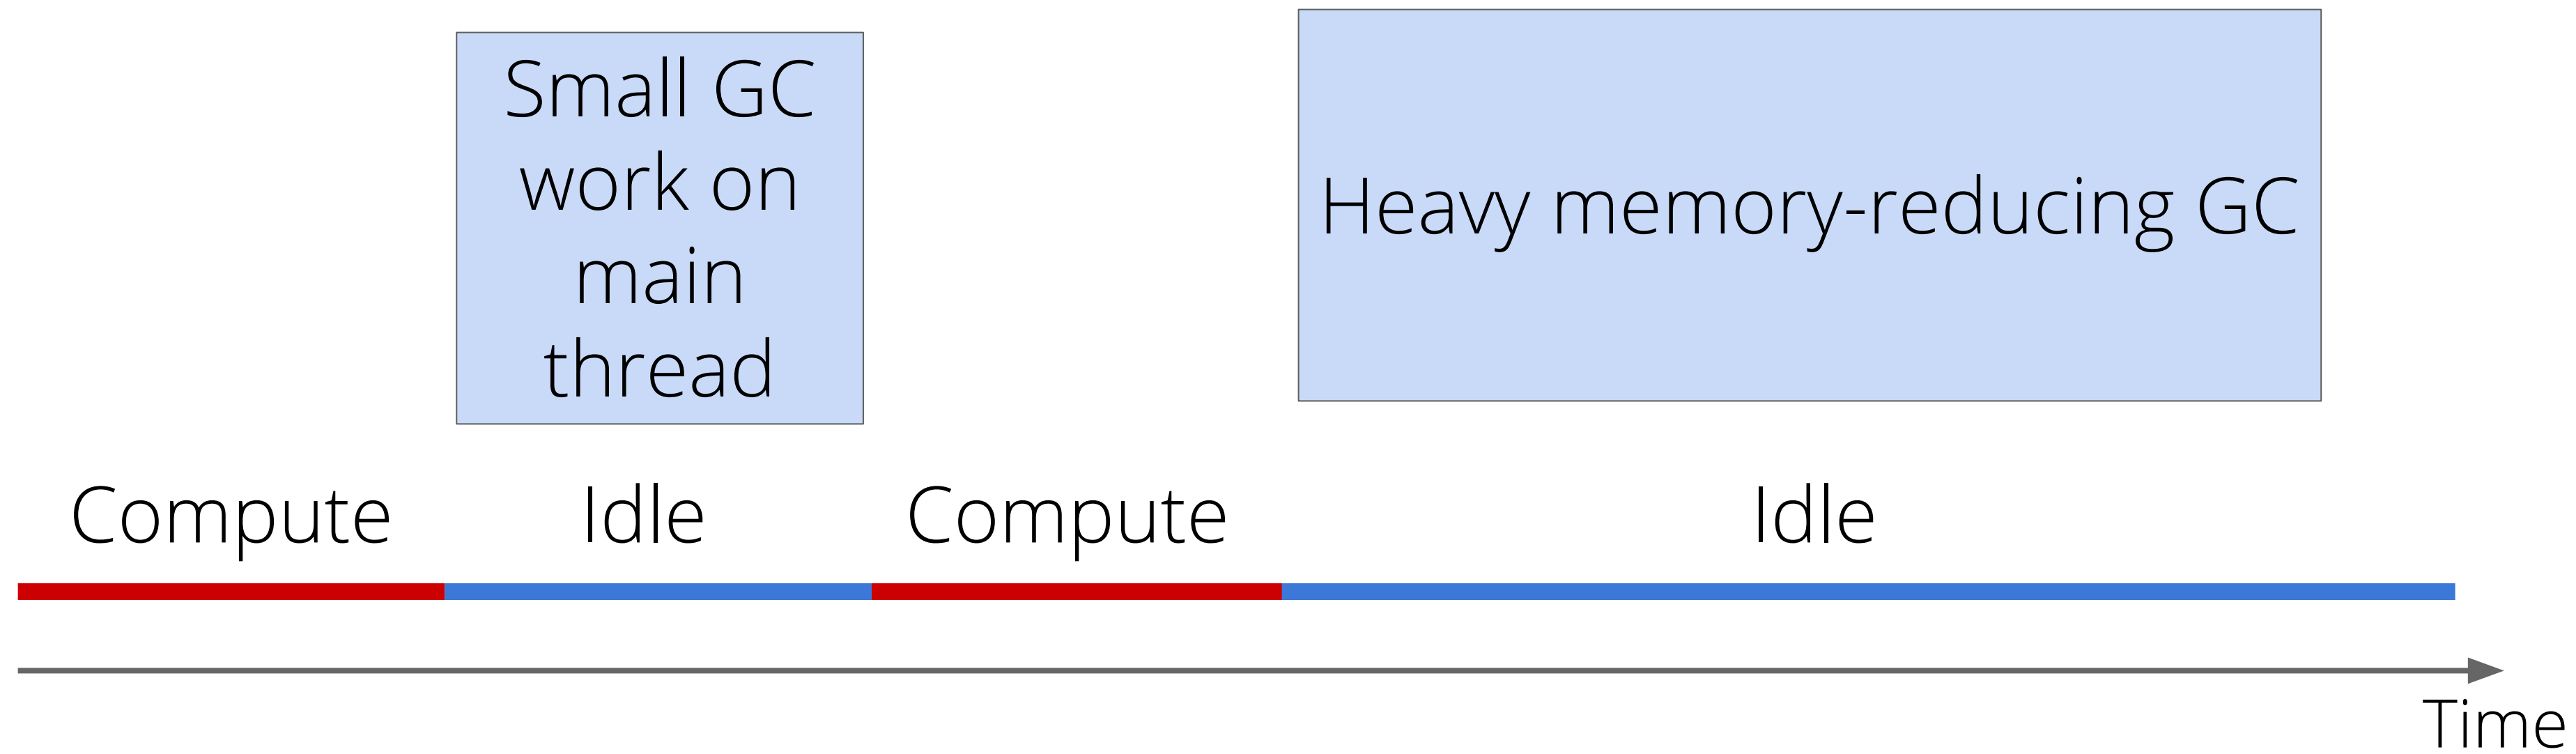 Small GC
work on
main
thread
Heavy memory-reducing GC
Compute
Idle
Compute
Idle
Time